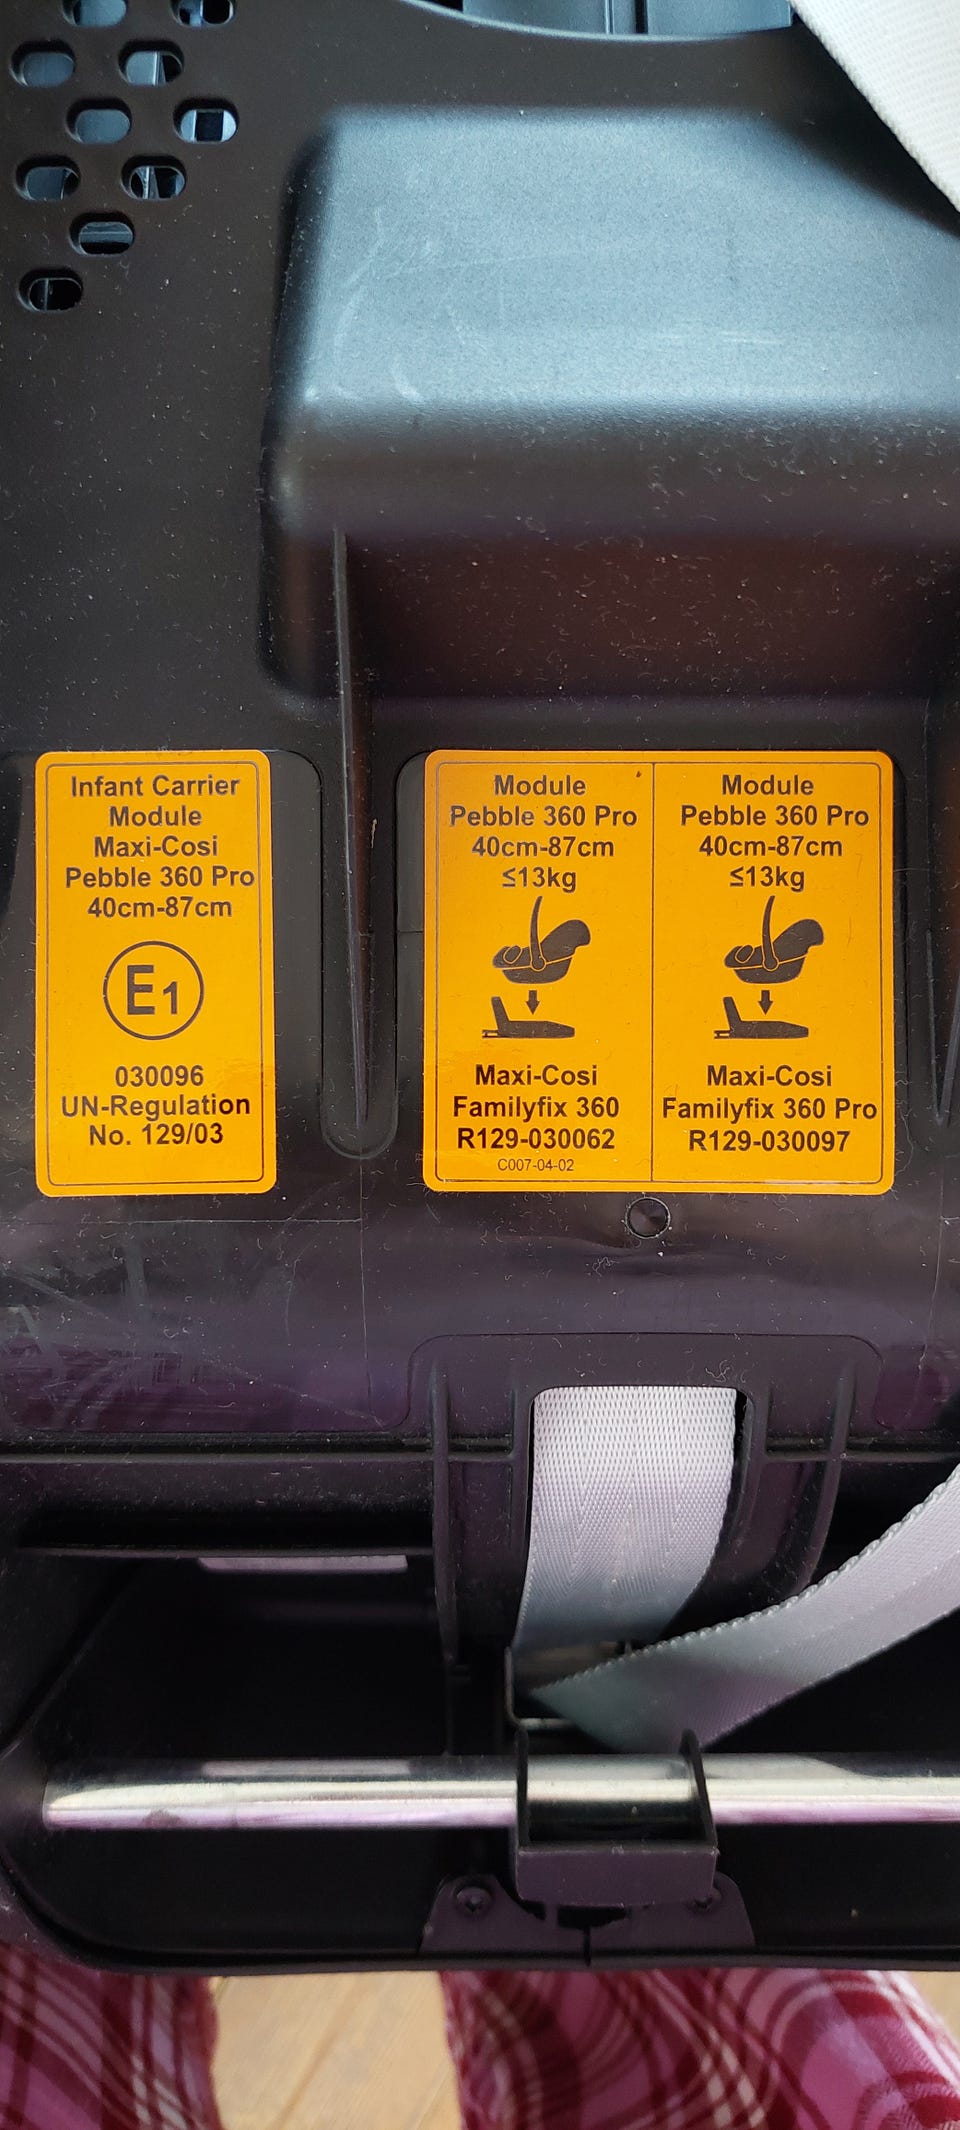 Infant Carrier
Module
Maxi-Cosi
Pebble 360 Pro
40cm-87cm
E1
030096
UN-Regulation
No. 129/03
Module
Pebble 360 Pro
40cm-87cm
≤13kg
Maxi-Cosi
Familyfix 360
R129-030062
C007-04-02
Module
Pebble 360 Pro
40cm-87cm
≤13kg
Maxi-Cosi
Familyfix 360 Pro
R129-030097